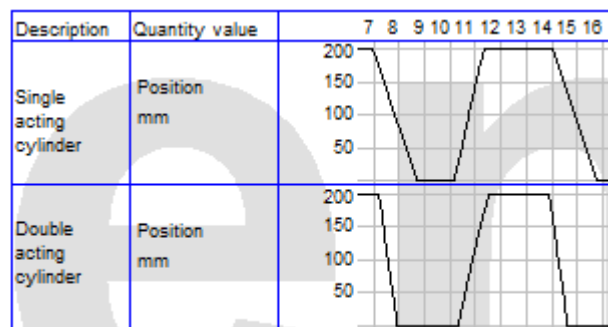 Description Quantity value 7 8 9 10 11 12 13 14 15 16
Single
acting
cylinder
Position
mm
200
150
100
50
Double
acting
cylinder
Position
mm
200
150
100
50